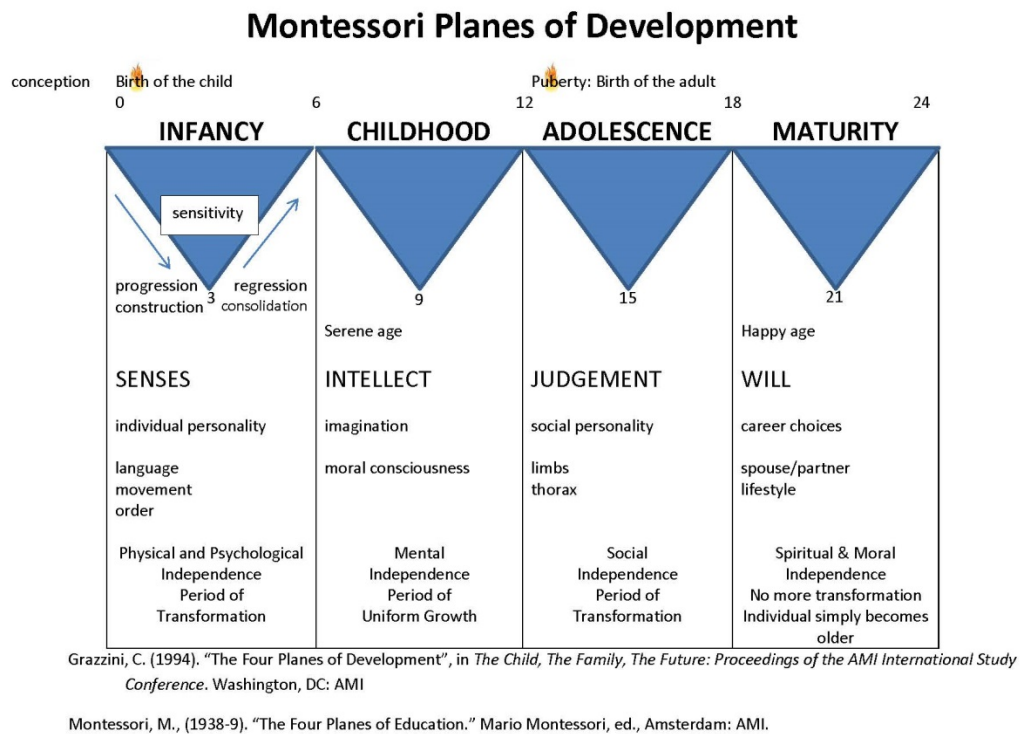 Montessori Planes of Development
conception Birth of the child Puberty: Birth of the adult
0 6 12 18 24
INFANCY CHILDHOOD ADOLESCENCE MATURITY
sensitivity
progression regression
construction 3 consolidation 9 15 21
Serene age Happy age
SENSES INTELLECT JUDGEMENT WILL
individual personality imagination social personality career choices
language moral consciousness limbs spouse/partner
movement thorax lifestyle
order
Physical and Psychological Mental Social Spiritual & Moral
Independence Independence Independence Independence
Period of Period of Period of No more transformation
Transformation Uniform Growth Transformation Individual simply becomes
older
Grazzini, C. (1994). “The Four Planes of Development”, in The Child, The Family, The Future: Proceedings of the AMI International Study
Conference. Washington, DC: AMI
Montessori, M., (1938-9). “The Four Planes of Education.” Mario Montessori, ed., Amsterdam: AMI.